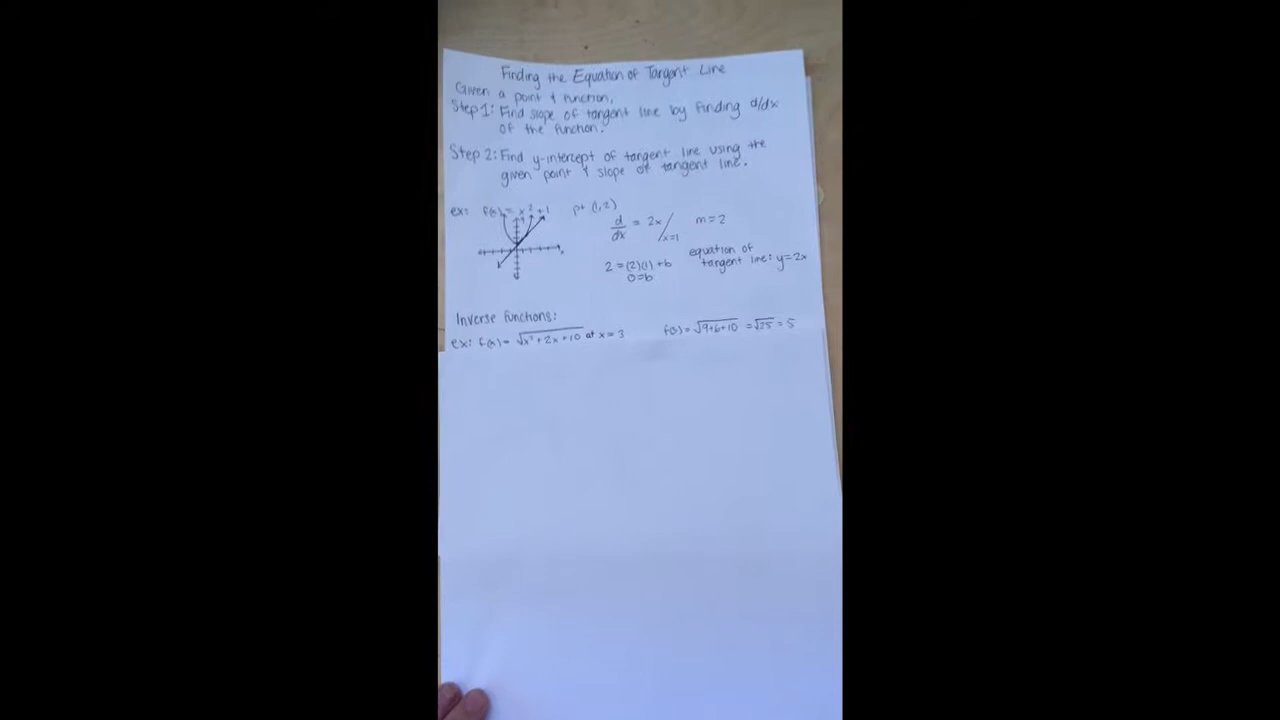 Finding the Equation of Tangent Line
Given a point & function,
Step 1: Find slope of tangent line by finding d/dx
of the function.
Step 2: Find y-intercept of tangent line using the
given point & slope of tangent line.
ex: f(x) = x² + 1 pt (1,2)
d/dx = 2x / x=1 m = 2
2 = (2)(1) + b
0 = b
equation of
tangent line: y = 2x
Inverse functions:
ex: f(x) = √x² + 2x + 10 at x = 3 f(3) = √9+6+10 = √25 = 5